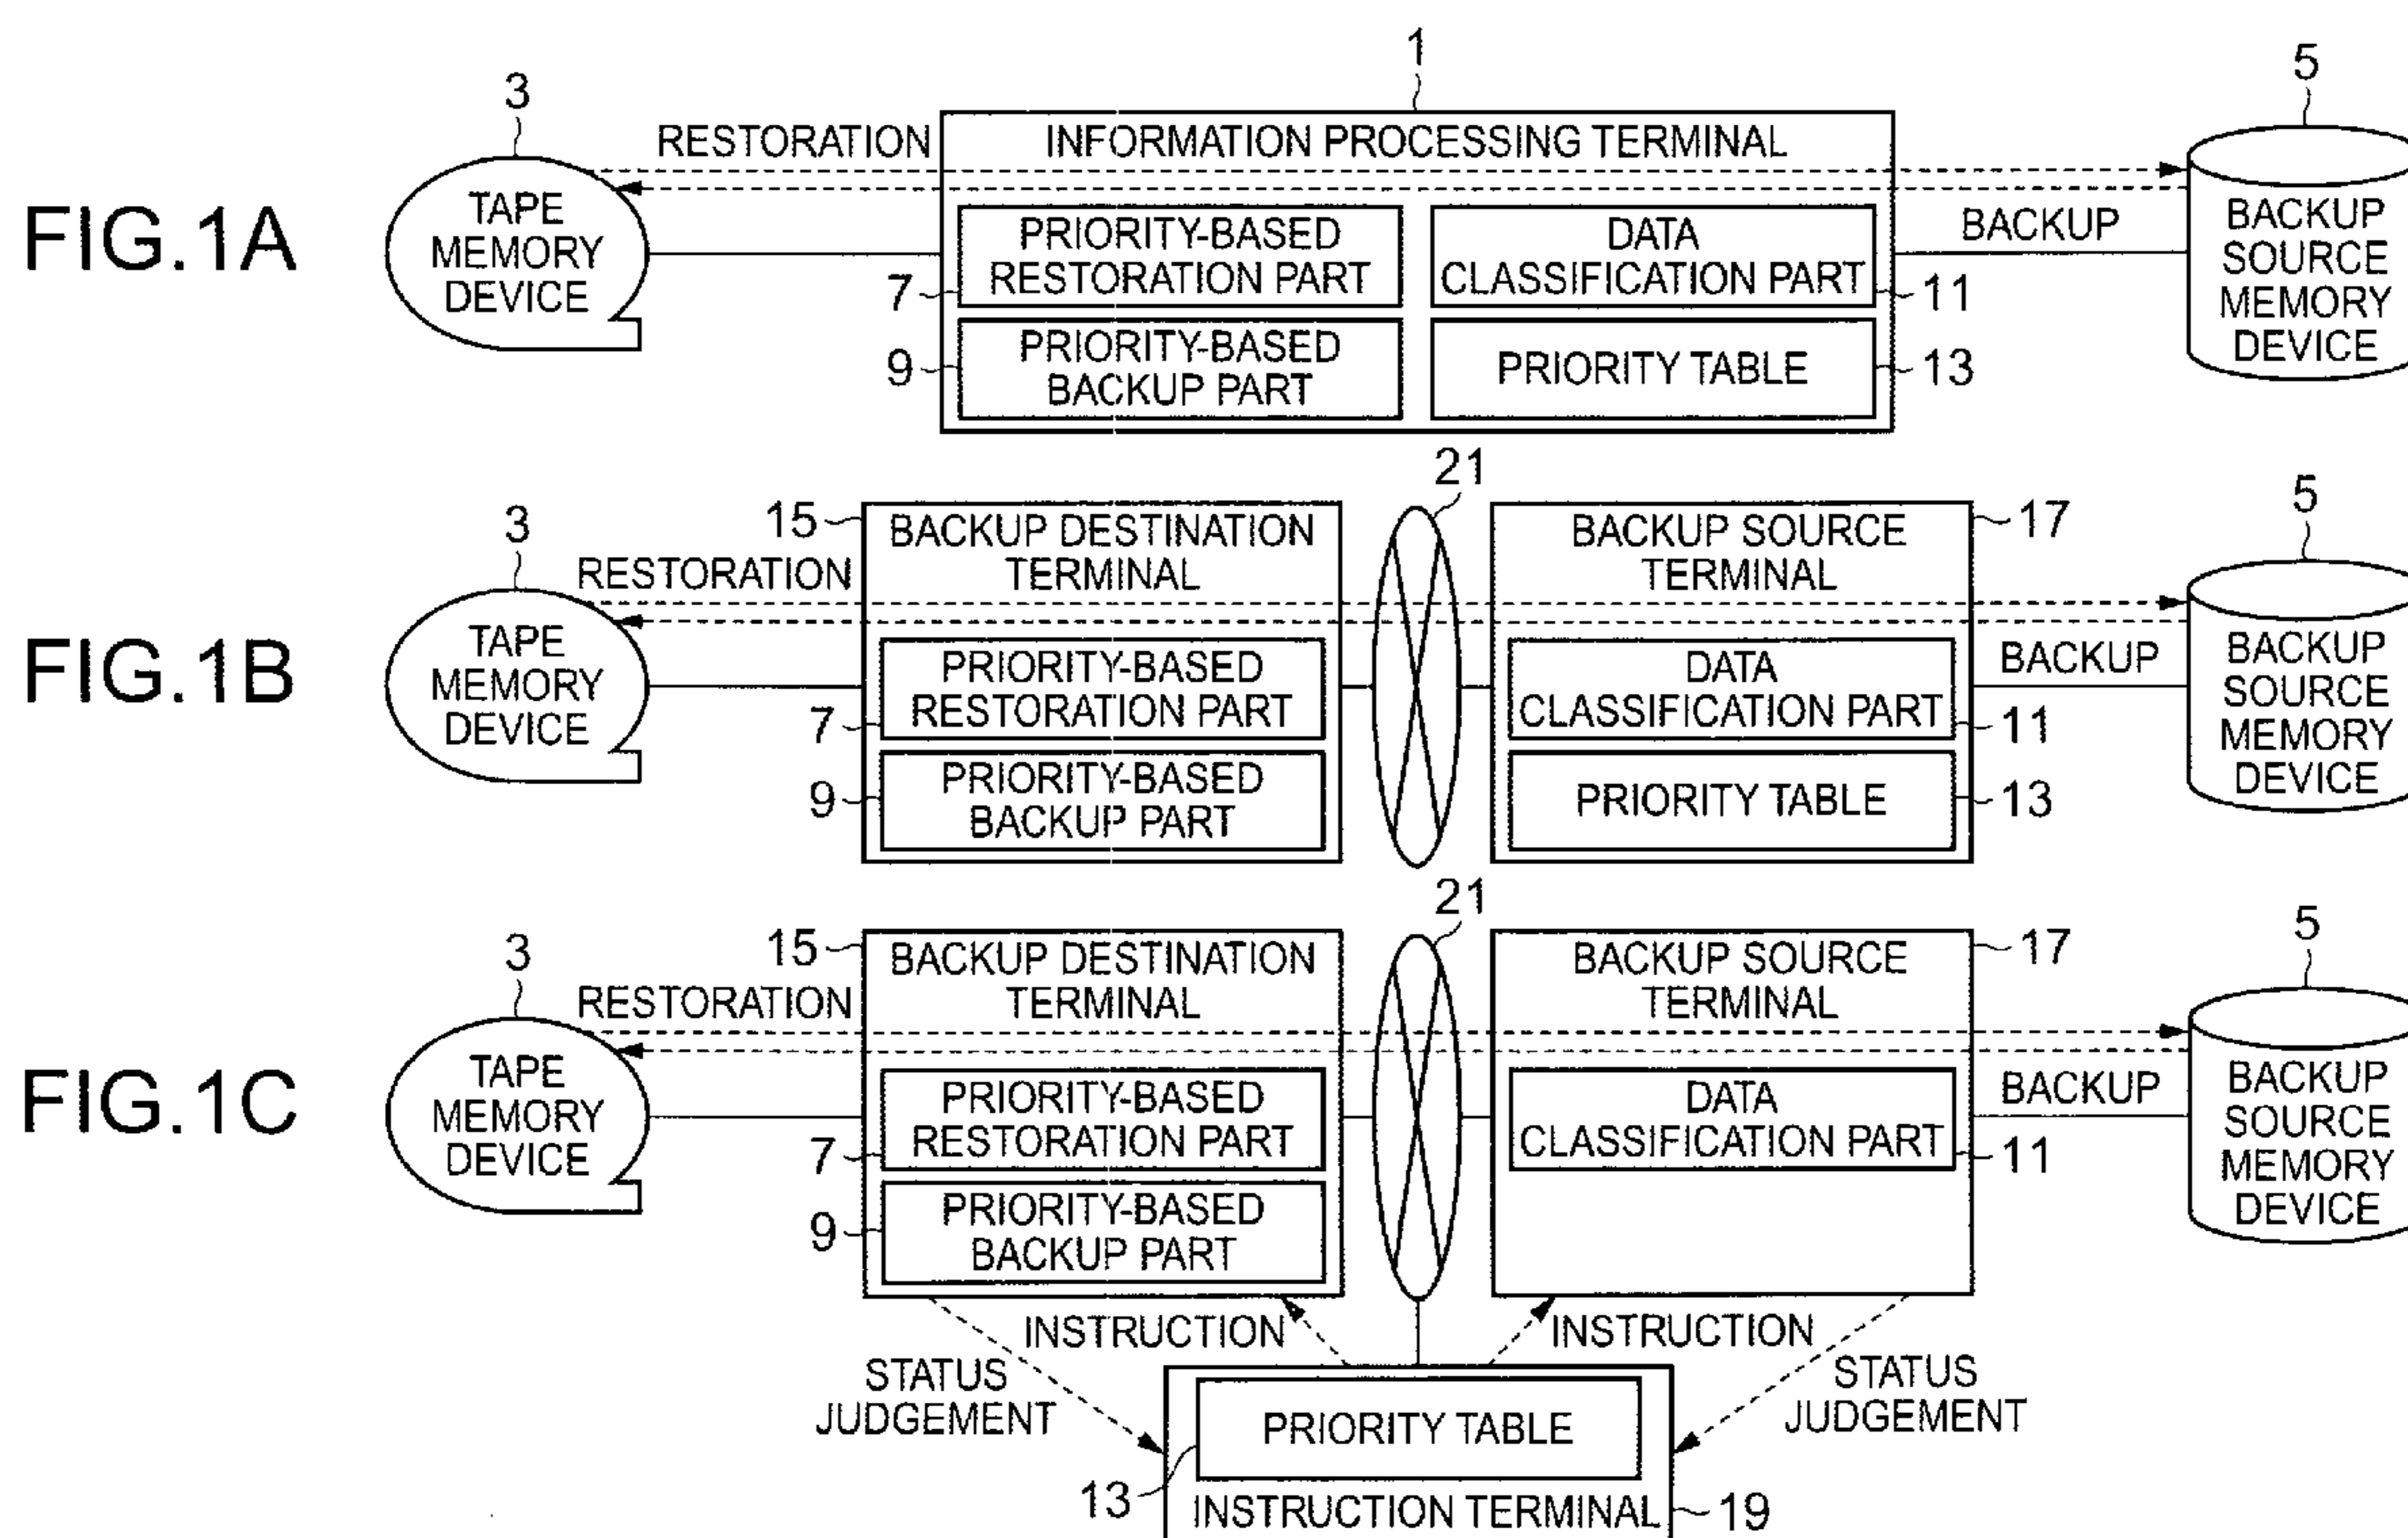 FIG.1A
3
TAPE
MEMORY
DEVICE
RESTORATION
1
INFORMATION PROCESSING TERMINAL
PRIORITY-BASED
RESTORATION PART
7
PRIORITY-BASED
BACKUP PART
9
DATA
CLASSIFICATION PART
11
PRIORITY TABLE
13
BACKUP
5
BACKUP
SOURCE
MEMORY
DEVICE
FIG.1B
3
TAPE
MEMORY
DEVICE
RESTORATION
15
BACKUP DESTINATION
TERMINAL
PRIORITY-BASED
RESTORATION PART
7
PRIORITY-BASED
BACKUP PART
9
21
BACKUP SOURCE
TERMINAL
17
DATA
CLASSIFICATION PART
11
PRIORITY TABLE
13
BACKUP
5
BACKUP
SOURCE
MEMORY
DEVICE
FIG.1C
3
TAPE
MEMORY
DEVICE
RESTORATION
15
BACKUP DESTINATION
TERMINAL
PRIORITY-BASED
RESTORATION PART
7
PRIORITY-BASED
BACKUP PART
9
21
BACKUP SOURCE
TERMINAL
17
DATA
CLASSIFICATION PART
11
BACKUP
5
BACKUP
SOURCE
MEMORY
DEVICE
INSTRUCTION
INSTRUCTION
STATUS
JUDGEMENT
STATUS
JUDGEMENT
PRIORITY TABLE
13
INSTRUCTION TERMINAL
19